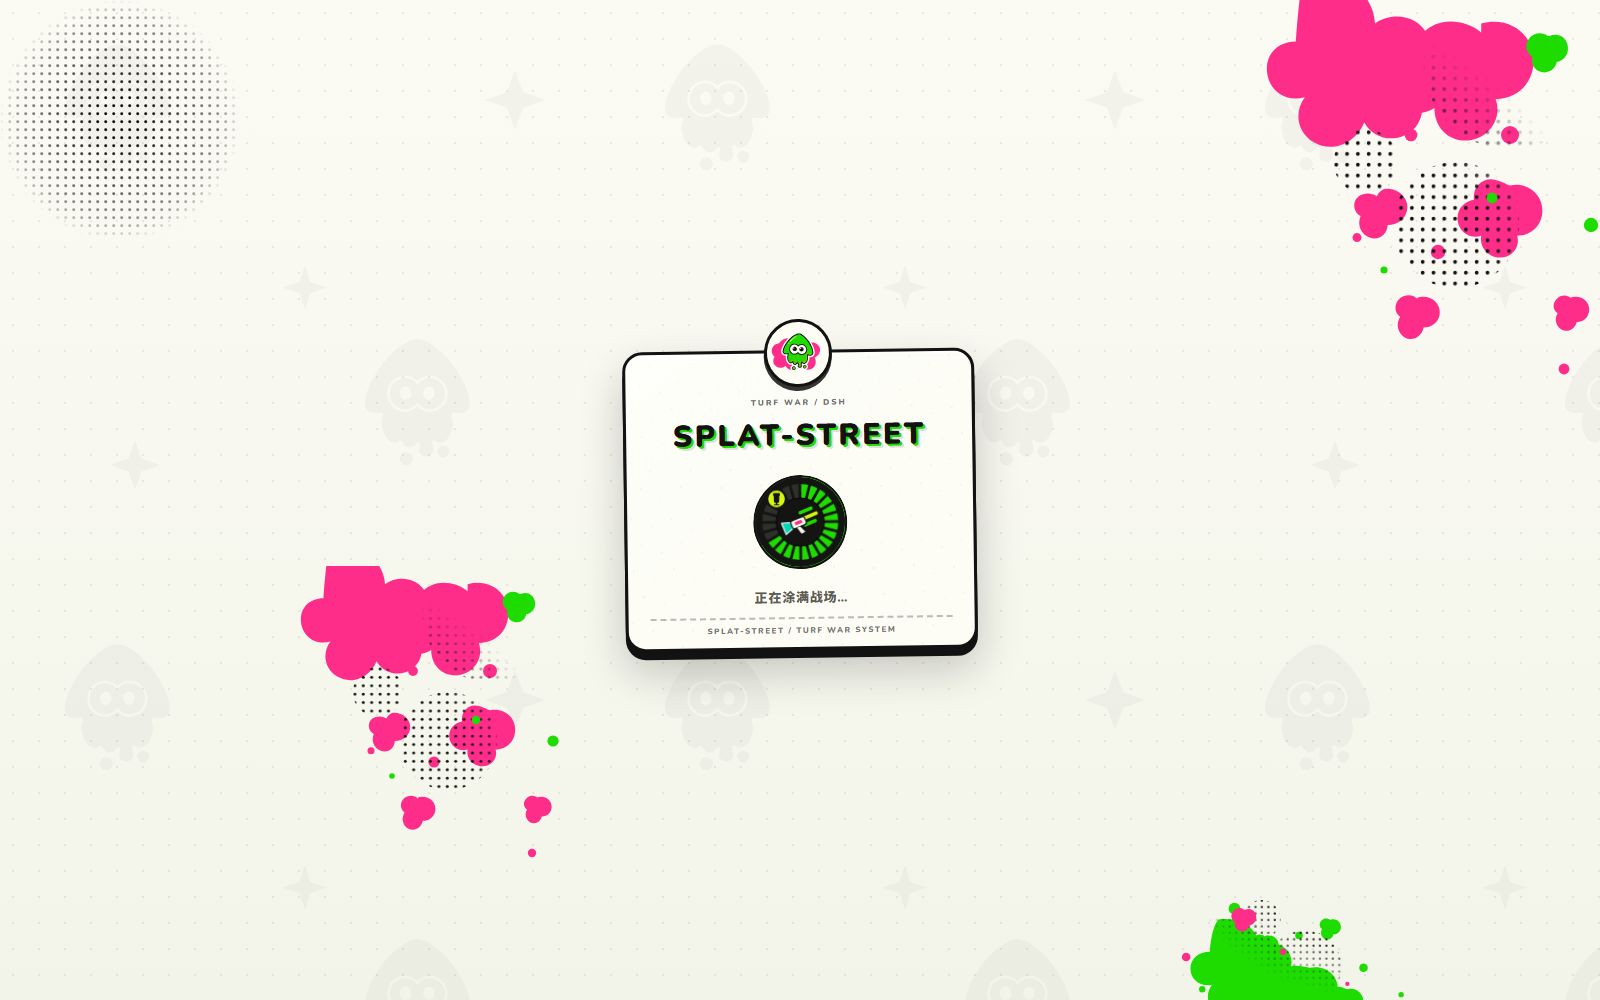 TURF WAR / DSH
SPLAT-STREET
正在涂满战场...
SPLAT-STREET / TURF WAR SYSTEM